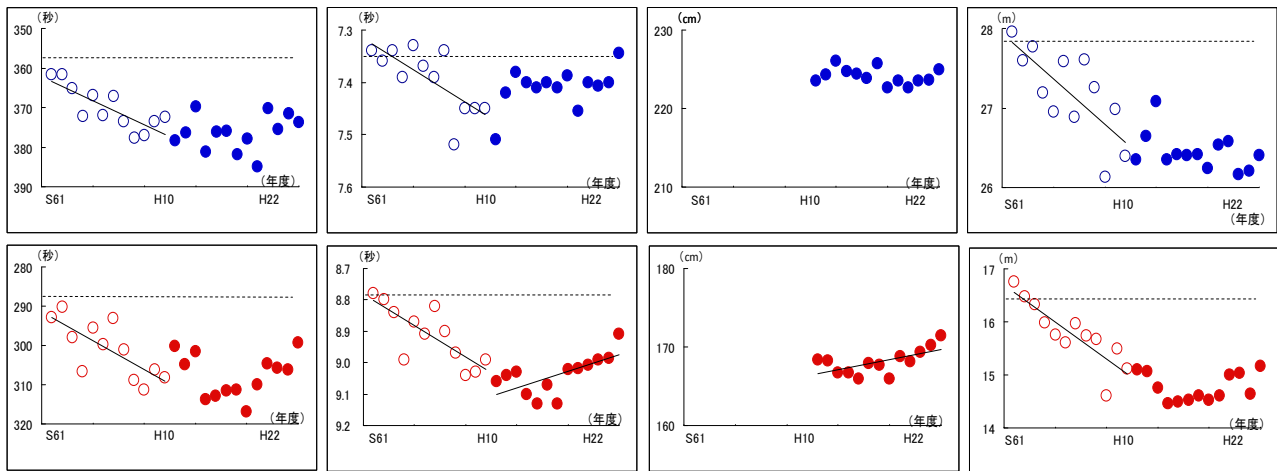 （秒）
350
360
370
380
390
S61
H10
H22
（年度）
（秒）
7.3
7.4
7.5
7.6
S61
H10
H22
（年度）
(cm)
230
220
210
S61
H10
H22
（年度）
（m）
28
27
26
S61
H10
H22
（年度）
（秒）
280
290
300
310
320
S61
H10
H22
（年度）
（秒）
8.7
8.8
8.9
9.0
9.1
9.2
S61
H10
H22
（年度）
（cm）
180
170
160
S61
H10
H22
（年度）
（m）
17
16
15
14
S61
H10
H22
（年度）